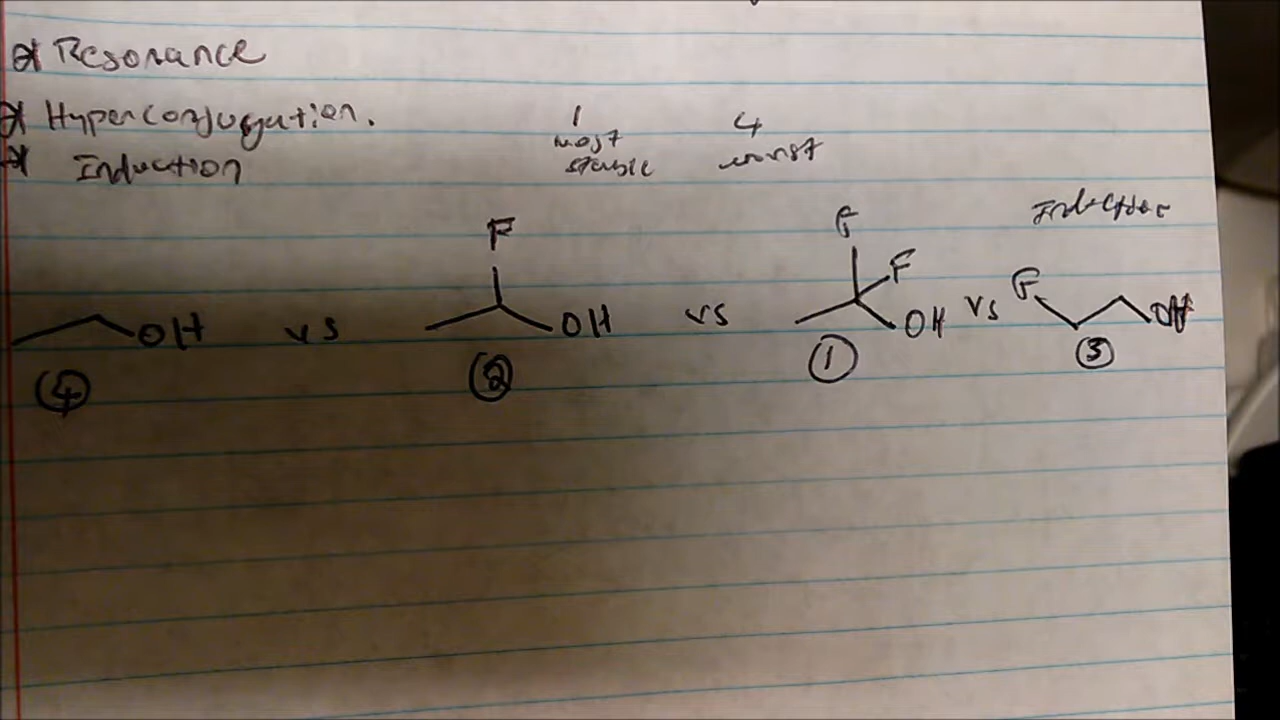 Resonance
Hyperconjugation.
Induction
1 most stable
4 worst
Induction
OH vs F OH vs F F OH vs F OH
4 2 1 3